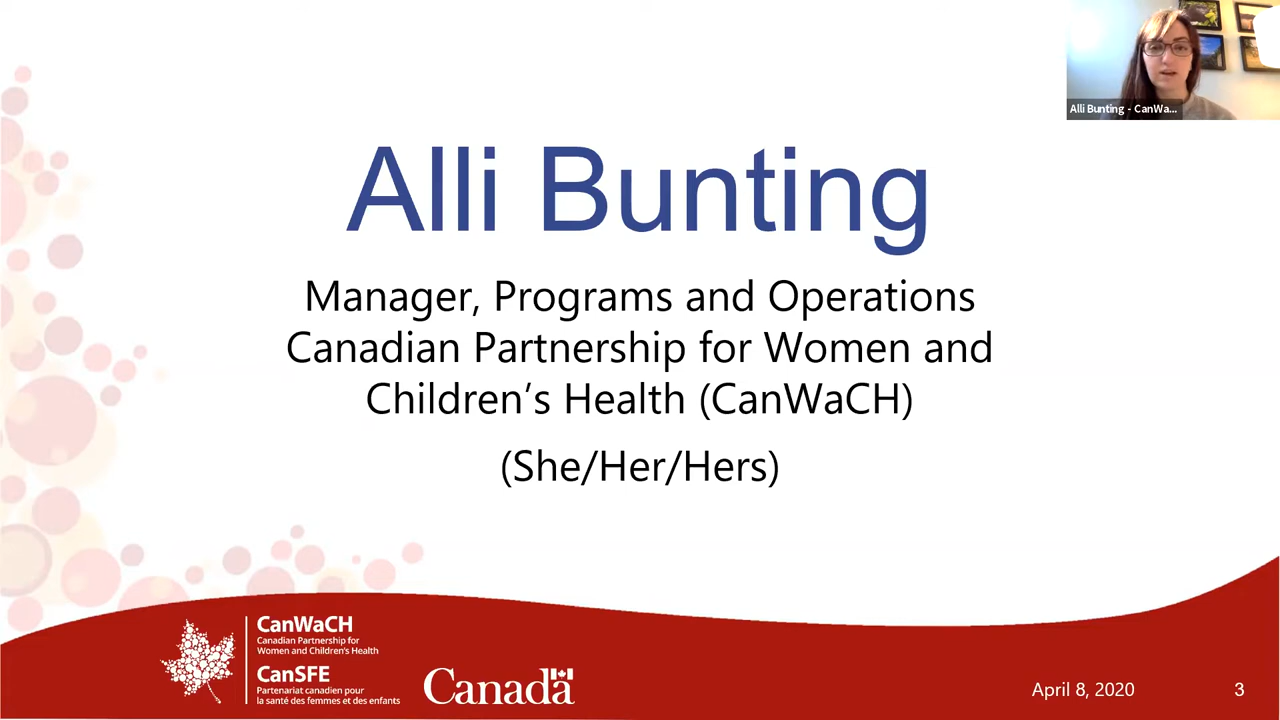 Alli Bunting - CanWa...
Alli Bunting
Manager, Programs and Operations
Canadian Partnership for Women and
Children’s Health (CanWaCH)
(She/Her/Hers)
CanWaCH
Canadian Partnership for
Women and Children's Health
CanSFE
Partenariat canadien pour
la santé des femmes et des enfants
Canada
April 8, 2020
3